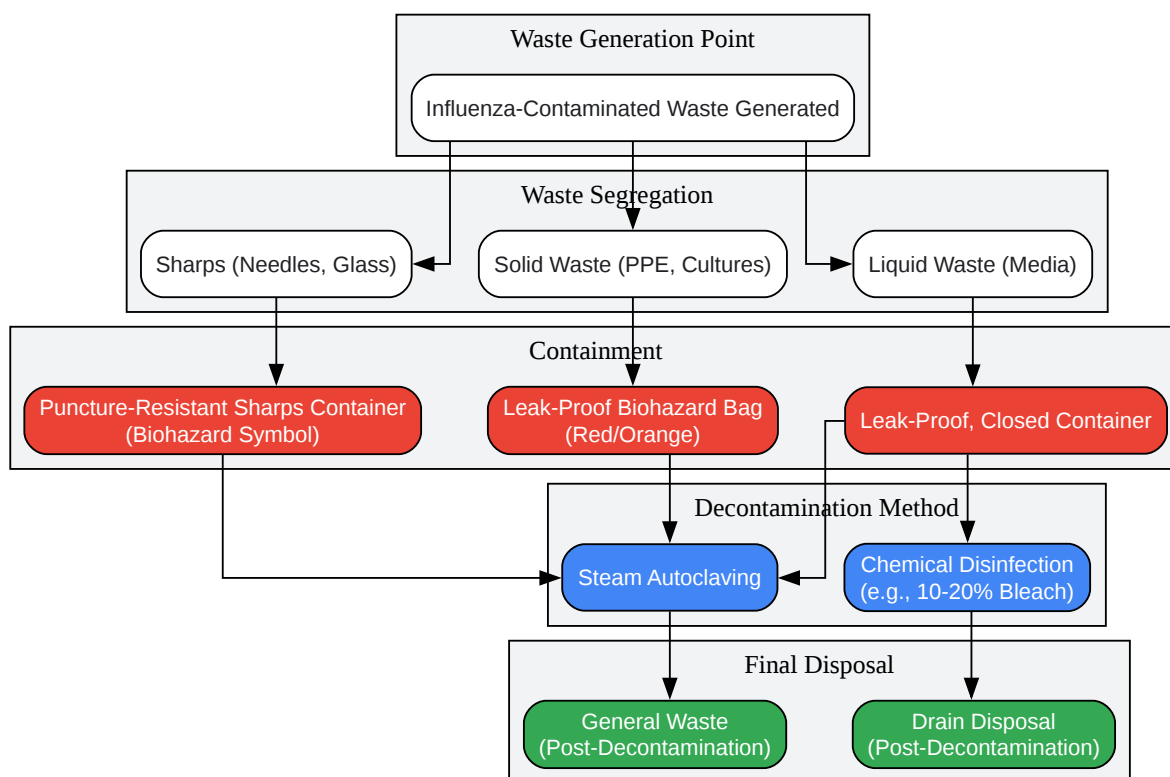 Waste Generation Point
Influenza-Contaminated Waste Generated
Waste Segregation
Sharps (Needles, Glass)
Solid Waste (PPE, Cultures)
Liquid Waste (Media)
Containment
Puncture-Resistant Sharps Container
(Biohazard Symbol)
Leak-Proof Biohazard Bag
(Red/Orange)
Leak-Proof, Closed Container
Decontamination Method
Steam Autoclaving
Chemical Disinfection
(e.g., 10-20% Bleach)
Final Disposal
General Waste
(Post-Decontamination)
Drain Disposal
(Post-Decontamination)